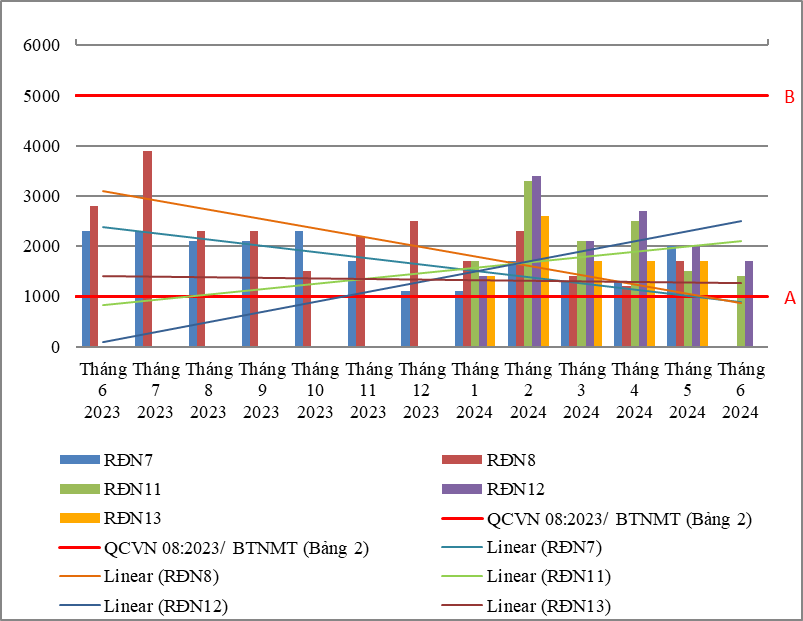 6000
5000
B
4000
3000
2000
1000
A
0
Tháng Tháng Tháng Tháng Tháng Tháng Tháng Tháng Tháng Tháng Tháng Tháng Tháng
6 7 8 9 10 11 12 1 2 3 4 5 6
2023 2023 2023 2023 2023 2023 2023 2024 2024 2024 2024 2024 2024
RĐN7 RĐN8
RĐN11 RĐN12
RĐN13 QCVN 08:2023/ BTNMT (Bảng 2)
QCVN 08:2023/ BTNMT (Bảng 2) Linear (RĐN7)
Linear (RĐN8) Linear (RĐN11)
Linear (RĐN12) Linear (RĐN13)